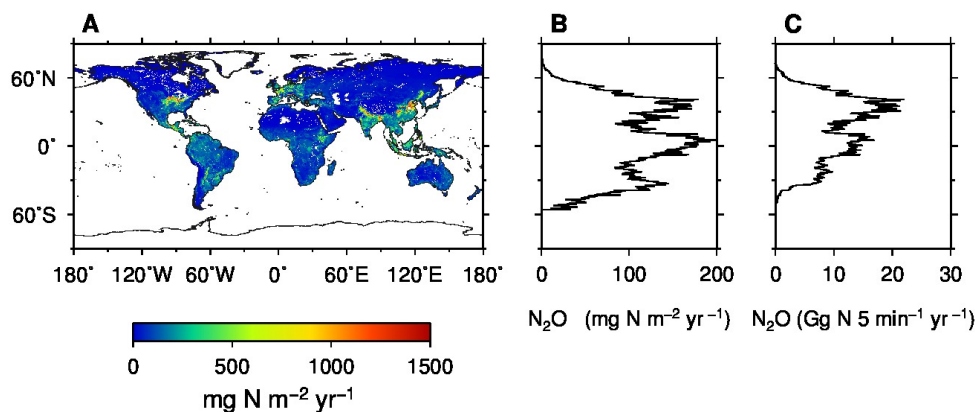 A
B
C
60˚N
0˚
60˚S
180˚ 120˚W 60˚W 0˚ 60˚E 120˚E 180˚
0 100 200
0 10 20 30
N₂O (mg N m⁻² yr⁻¹)
N₂O (Gg N 5 min⁻¹ yr⁻¹)
0 500 1000 1500
mg N m⁻² yr⁻¹